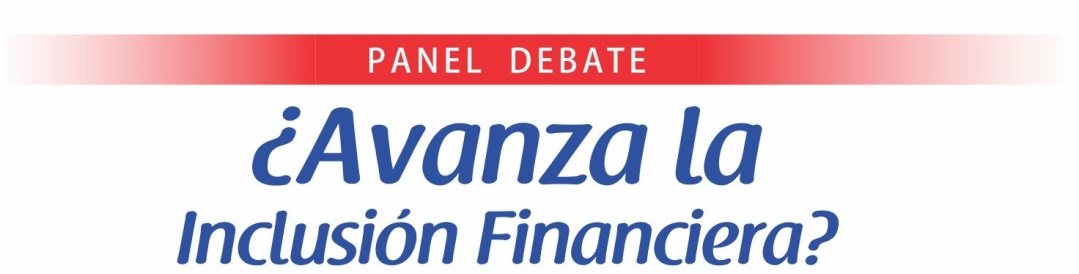 PANEL DEBATE
¿Avanza la
Inclusión Financiera?